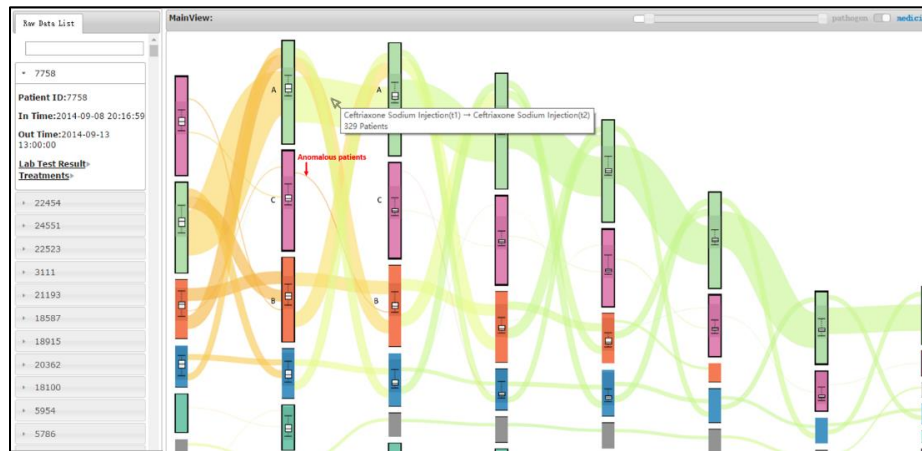 Raw Data List
7758
Patient ID:7758
In Time:2014-09-08 20:16:59
Out Time:2014-09-13
13:00:00
Lab Test Result»
Treatments»
22454
24551
22523
3111
21193
18587
18915
20362
18100
5954
5786
MainView:
pathogen
medici
A
A
Ceftriaxone Sodium Injection(t1) → Ceftriaxone Sodium Injection(t2)
329 Patients
Anomalous patients
C
C
B
B